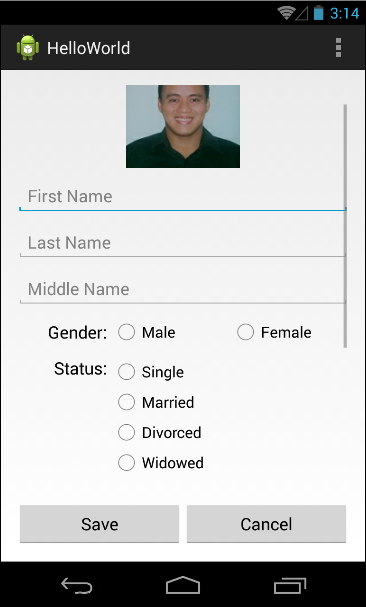 3:14
HelloWorld
First Name
Last Name
Middle Name
Gender: Male Female
Status: Single
Married
Divorced
Widowed
Save Cancel